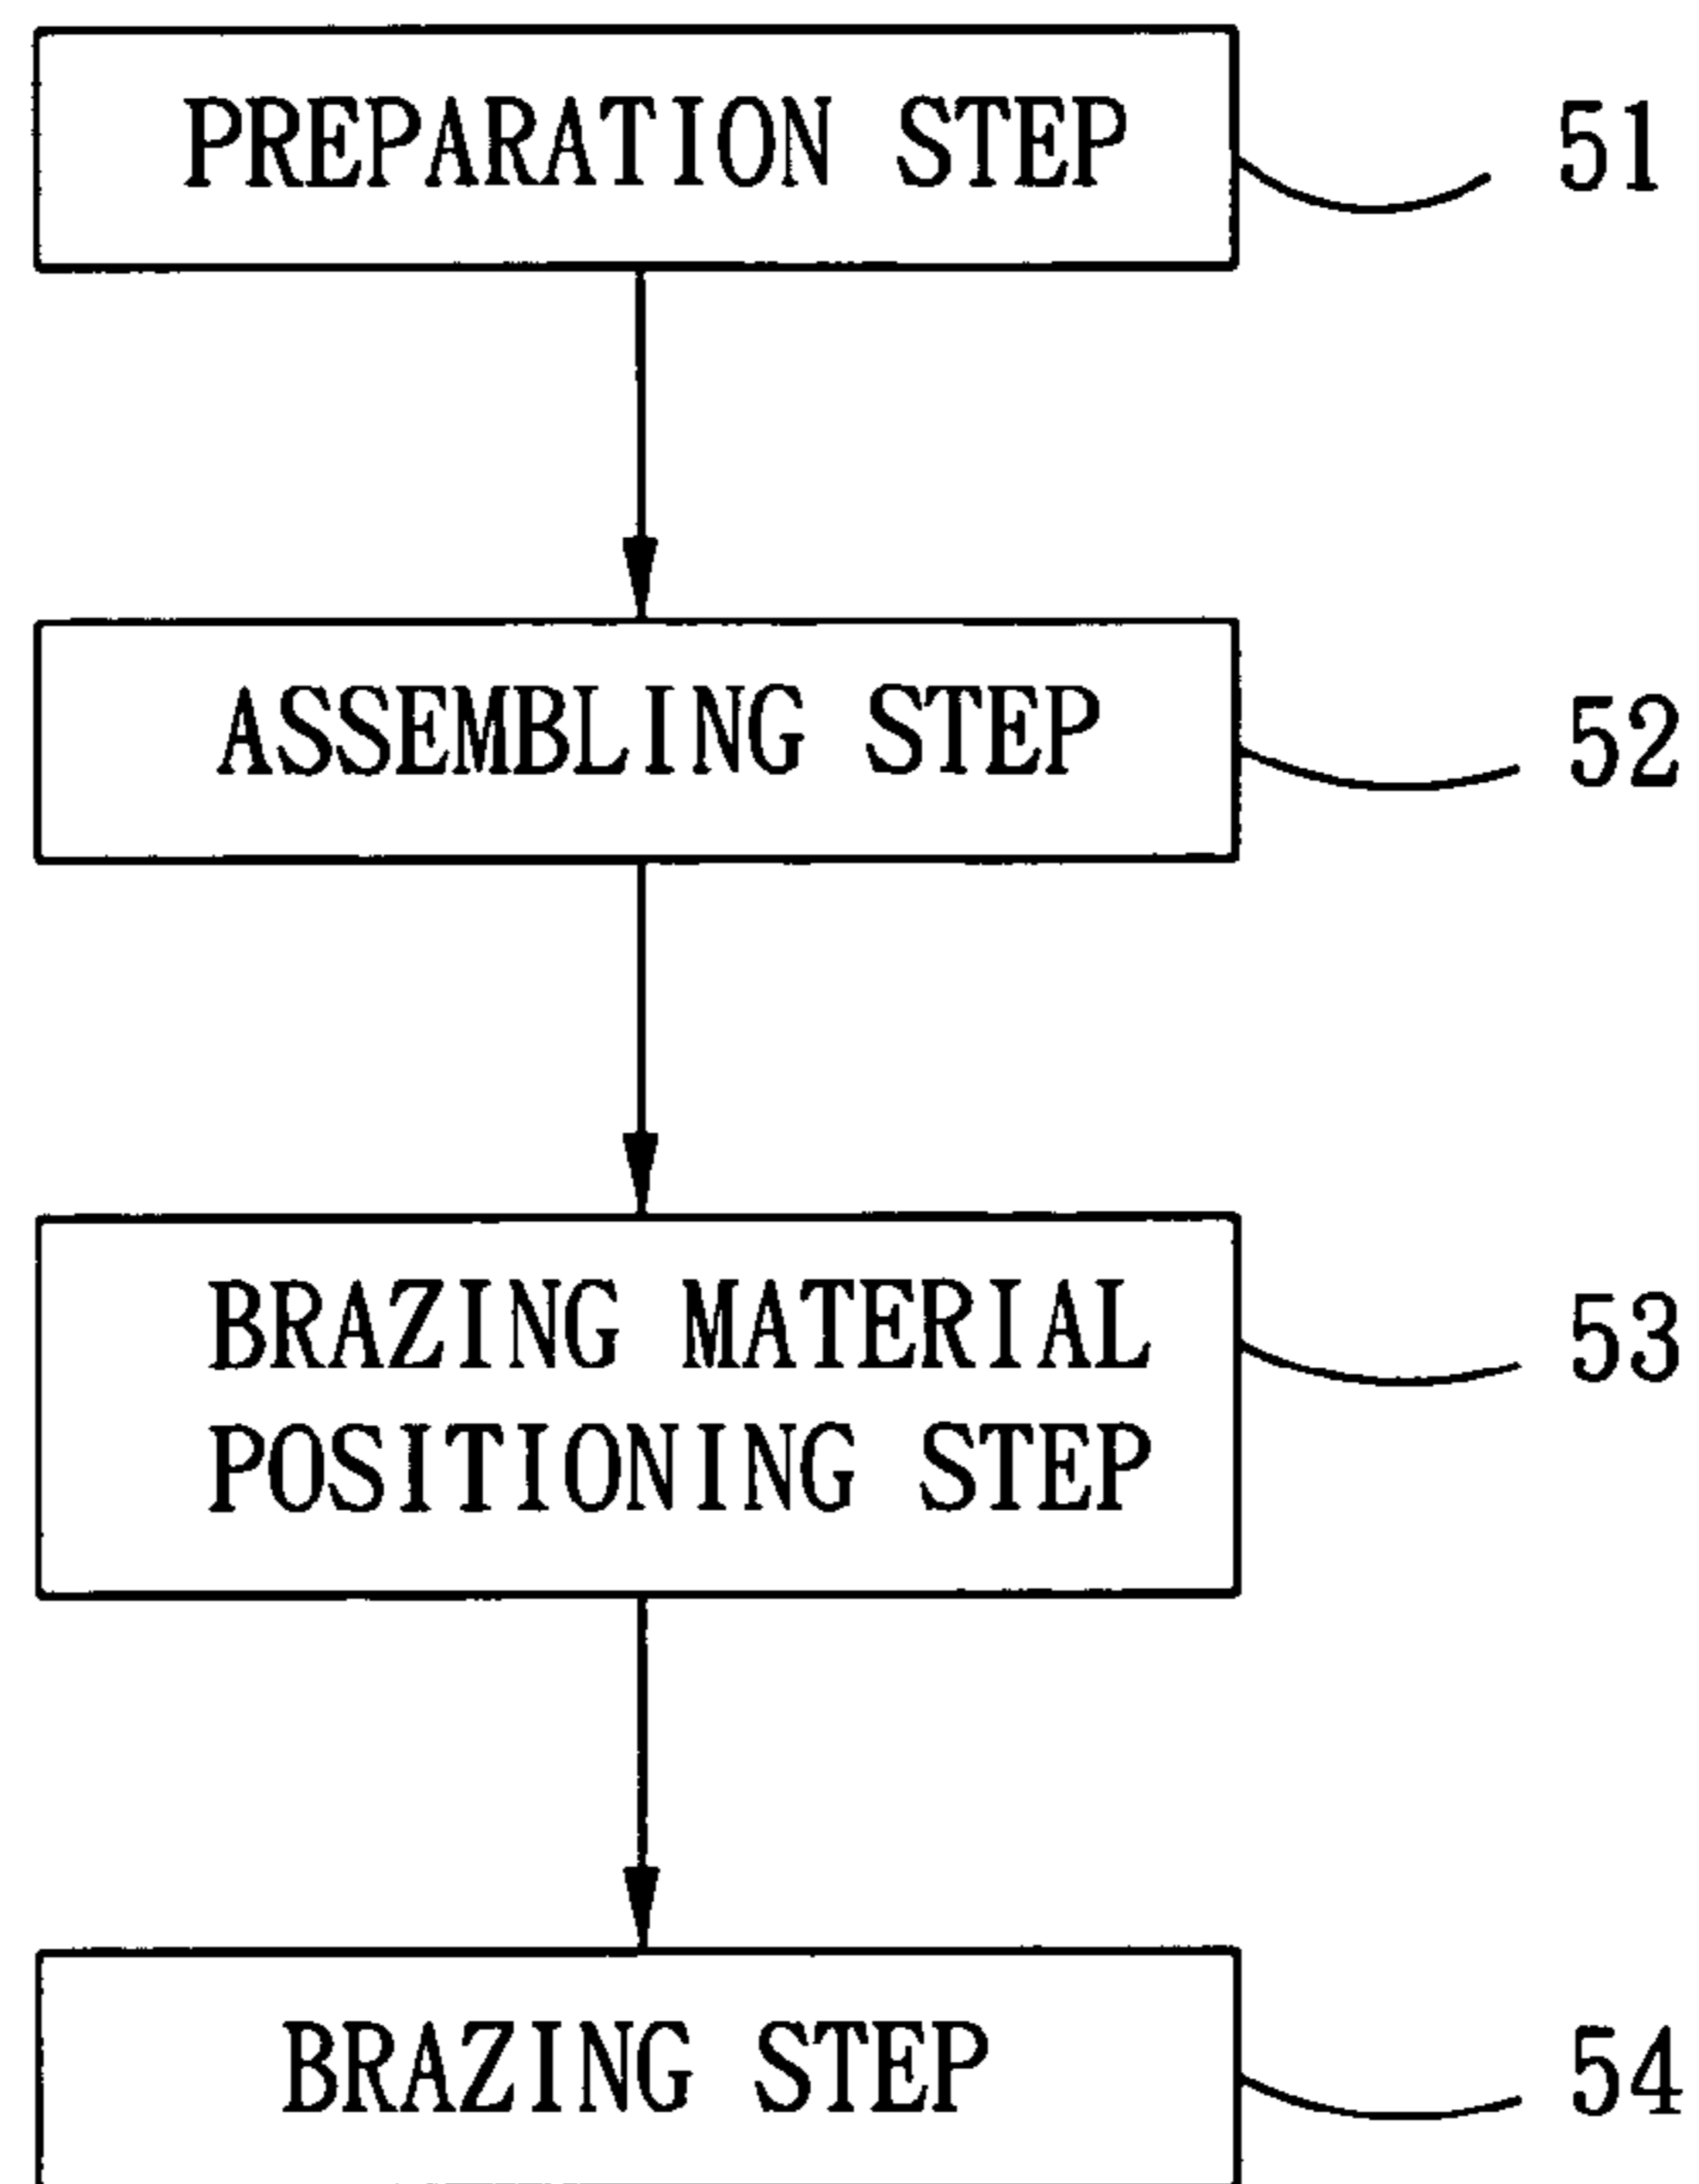 PREPARATION STEP 51
ASSEMBLING STEP 52
BRAZING MATERIAL
POSITIONING STEP
53
BRAZING STEP 54